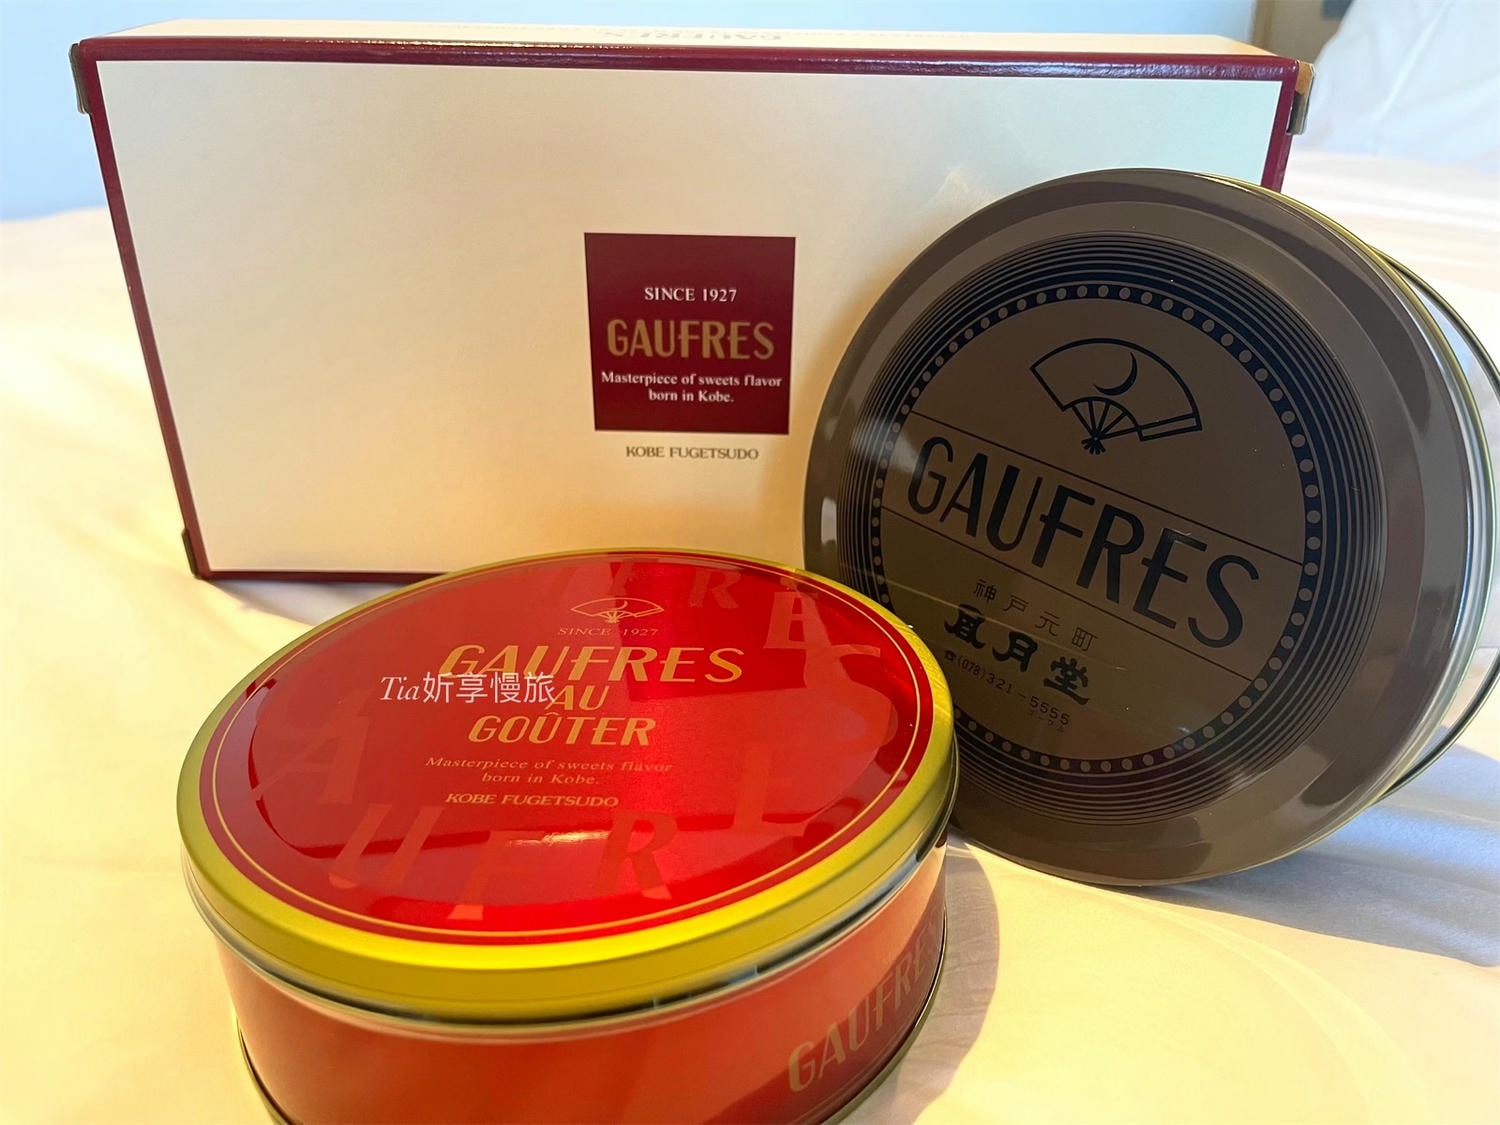 GAUFRES
SINCE 1927
GAUFRES
Masterpiece of sweets flavor
born in Kobe.
KOBE FUGETSUDO
GAUFRES
神戸元町
風月堂
☎(078)321-5555
SINCE 1927
GAUFRES
AU
GOÛTER
Masterpiece of sweets flavor
born in Kobe.
KOBE FUGETSUDO
Tia妡享慢旅
GAUFRES